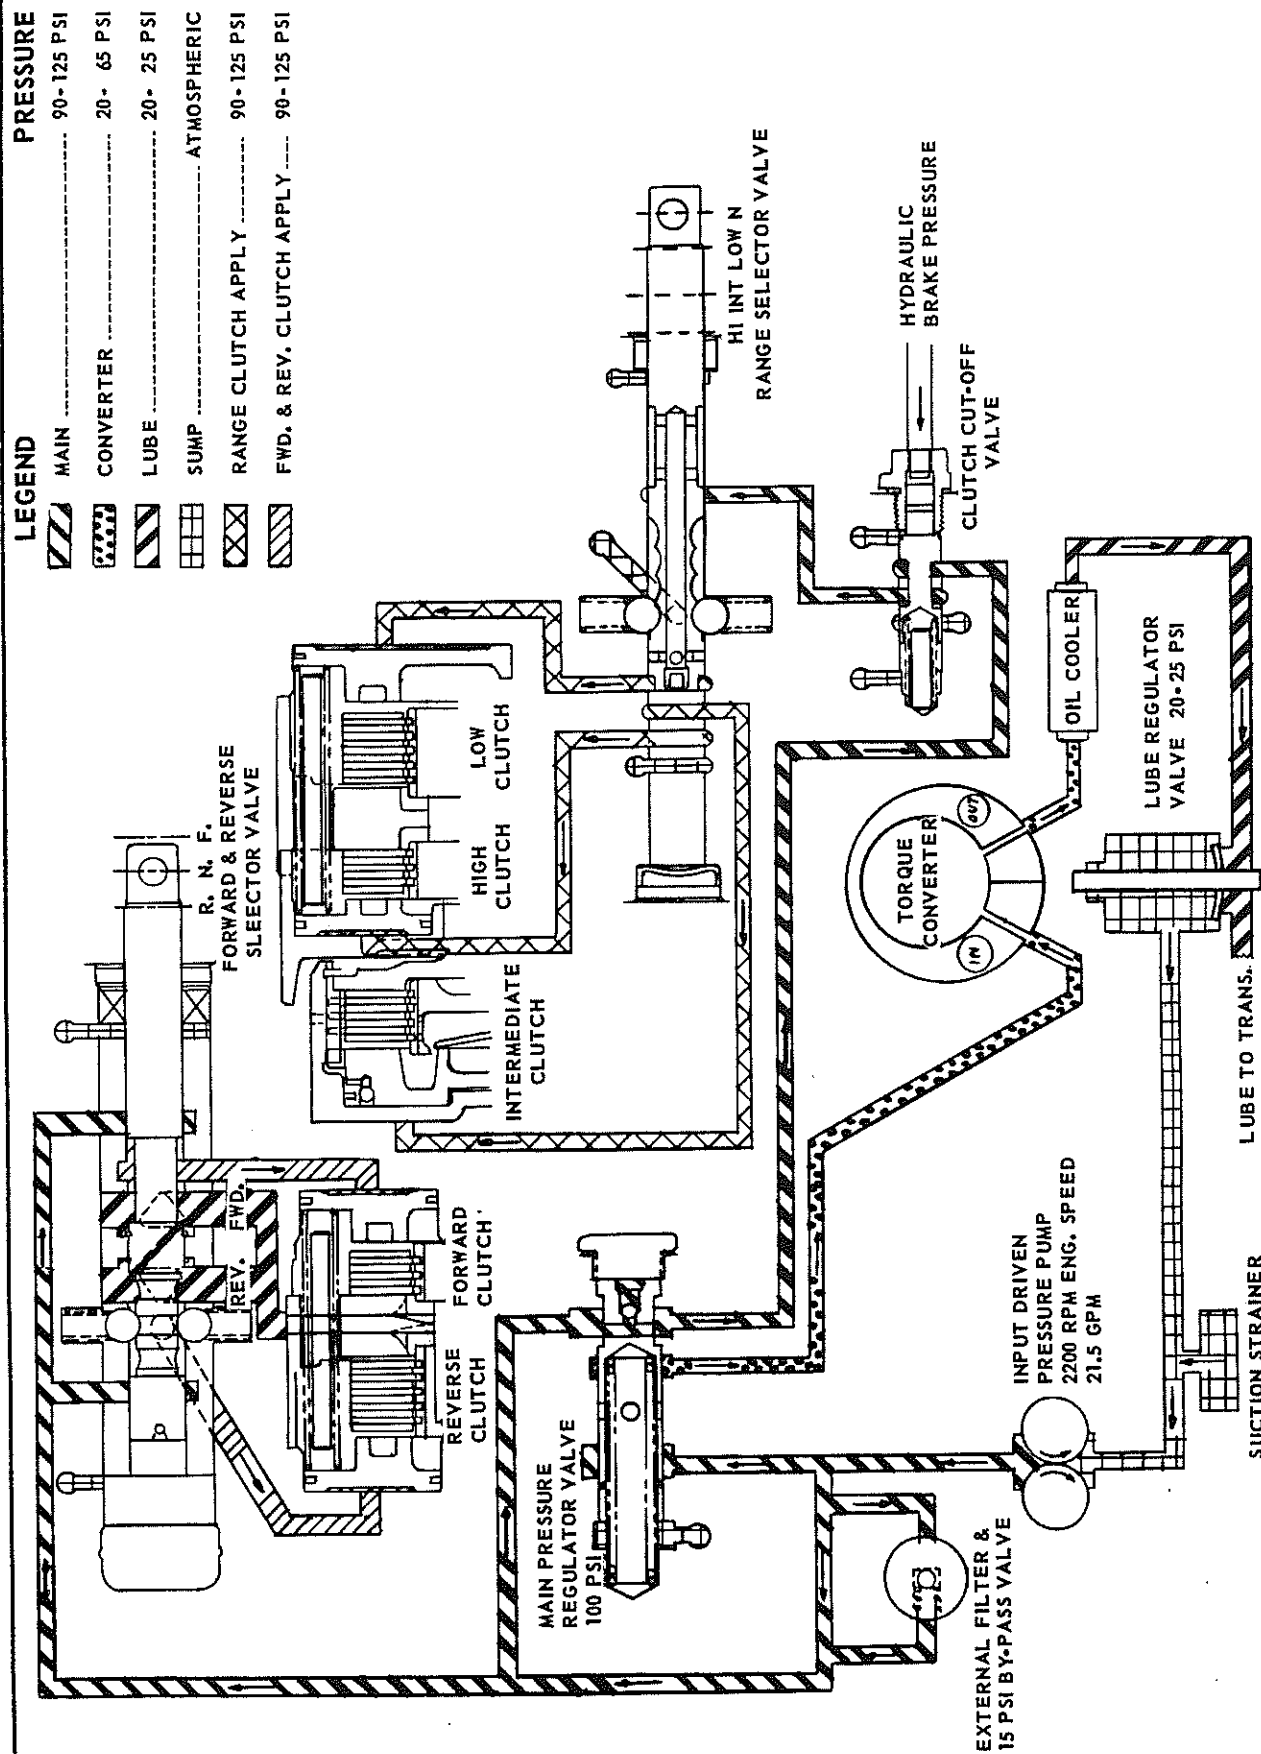 LEGEND PRESSURE
MAIN ---------- 90-125 PSI
CONVERTER ---------- 20- 65 PSI
LUBE ---------- 20- 25 PSI
SUMP ---------- ATMOSPHERIC
RANGE CLUTCH APPLY ---------- 90-125 PSI
FWD. & REV. CLUTCH APPLY ---- 90-125 PSI
R. N. F.
FORWARD & REVERSE
SLEECTOR VALVE
REV. FWD.
REVERSE
CLUTCH
FORWARD
CLUTCH
INTERMEDIATE
CLUTCH
HIGH
CLUTCH
LOW
CLUTCH
HI INT LOW N
RANGE SELECTOR VALVE
HYDRAULIC
BRAKE PRESSURE
CLUTCH CUT-OFF
VALVE
MAIN PRESSURE
REGULATOR VALVE
100 PSI
TORQUE
CONVERTER
IN
OUT
OIL COOLER
LUBE REGULATOR
VALVE 20-25 PSI
INPUT DRIVEN
PRESSURE PUMP
2200 RPM ENG. SPEED
21.5 GPM
EXTERNAL FILTER &
15 PSI BY-PASS VALVE
LUBE TO TRANS.
SUCTION STRAINER